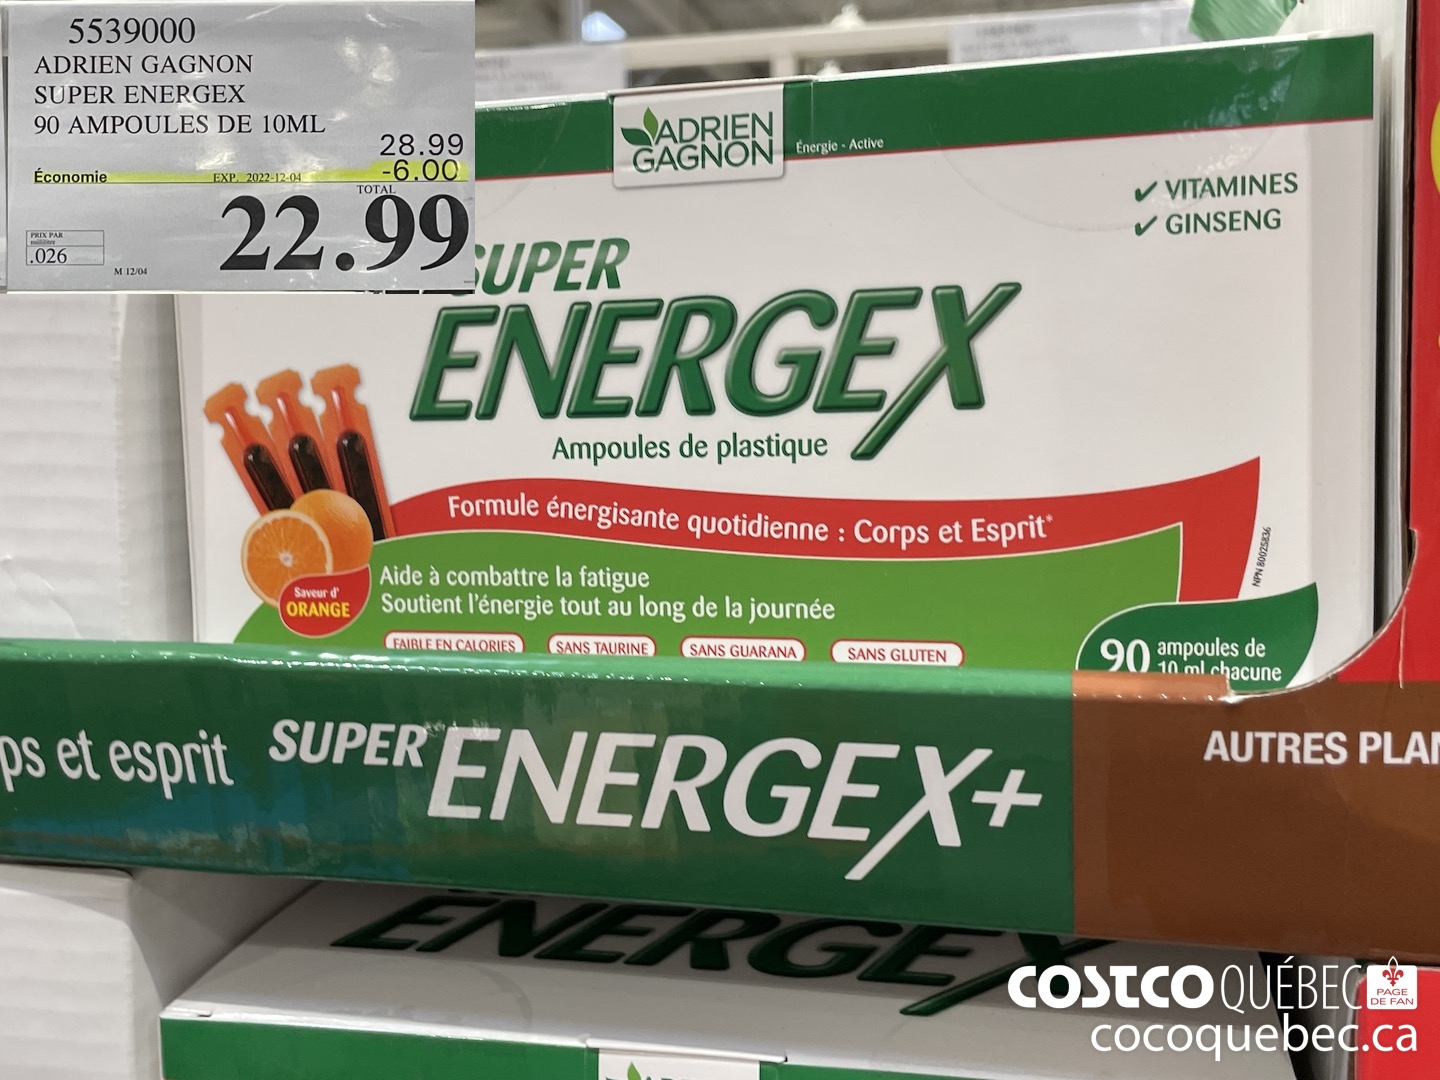 5539000
ADRIEN GAGNON
SUPER ENERGEX
90 AMPOULES DE 10ML
28.99
Économie EXP. 2022-12-04 -6.00
TOTAL
22.99
PRIX PAR
millilitre
.026
M 12/04
ADRIEN
GAGNON
Énergie - Active
✓ VITAMINES
✓ GINSENG
SUPER
ENERGEX
Ampoules de plastique
Formule énergisante quotidienne : Corps et Esprit*
NPN 80025836
Aide à combattre la fatigue
Soutient l'énergie tout au long de la journée
Saveur d'
ORANGE
FAIBLE EN CALORIES SANS TAURINE SANS GUARANA SANS GLUTEN
90 ampoules de
10 ml chacune
ps et esprit SUPER ENERGEX+
AUTRES PLAN
ENERGEX
COSTCO QUÉBEC
PAGE
DE FAN
cocoquebec.ca